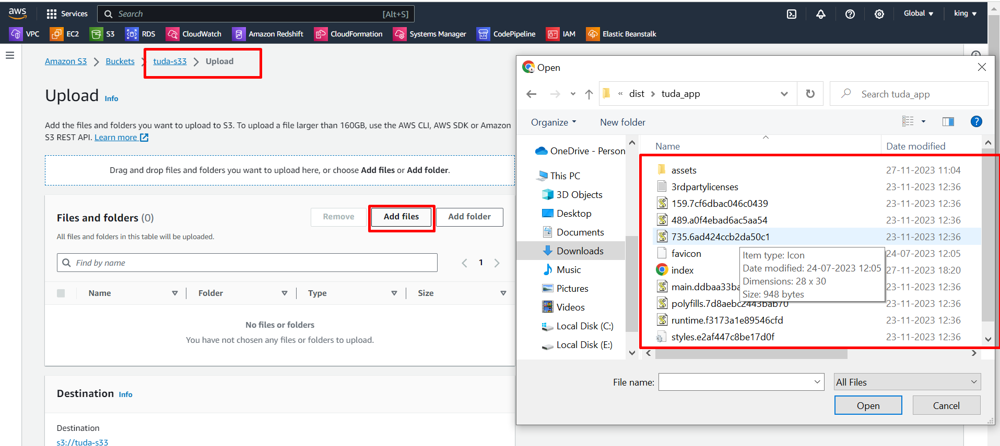 aws
Services
Search
[Alt+S]
Global
king
VPC
EC2
S3
RDS
CloudWatch
Amazon Redshift
CloudFormation
Systems Manager
CodePipeline
IAM
Elastic Beanstalk
Amazon S3 > Buckets > tuda-s33 > Upload
Upload Info
Add the files and folders you want to upload to S3. To upload a file larger than 160GB, use the AWS CLI, AWS SDK or Amazon
S3 REST API. Learn more
Drag and drop files and folders you want to upload here, or choose Add files or Add folder.
Files and folders (0)
Remove
Add files
Add folder
All files and folders in this table will be uploaded.
Find by name
1
Name
Folder
Type
Size
No files or folders
You have not chosen any files or folders to upload.
Destination Info
Destination
s3://tuda-s33
Open
« dist > tuda_app
Search tuda_app
Organize
New folder
?
OneDrive - Person
This PC
3D Objects
Desktop
Documents
Downloads
Music
Pictures
Videos
Local Disk (C:)
Local Disk (E:)
Name
Date modified
assets 27-11-2023 11:04
3rdpartylicenses 23-11-2023 12:36
159.7cf6dbac046c0439 23-11-2023 12:36
489.a0f4ebad6ac5aa54 23-11-2023 12:36
735.6ad424ccb2da50c1 23-11-2023 12:36
favicon 24-07-2023 12:05
index 27-11-2023 18:20
main.ddbaa33ba 23-11-2023 12:36
polyfills.7d8aebc2443bab70 23-11-2023 12:36
runtime.f3173a1e89546cfd 23-11-2023 12:36
styles.e2af447c8be17d0f 23-11-2023 12:36
Item type: Icon
Date modified: 24-07-2023 12:05
Dimensions: 28 x 30
Size: 948 bytes
File name:
All Files
Open
Cancel